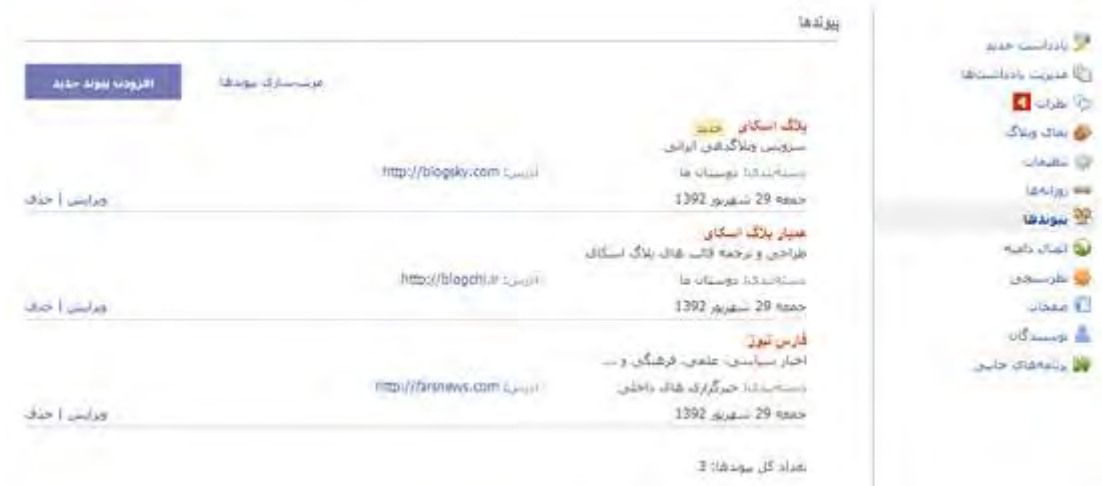 پیوندها
مرتب‌سازی پیوندها
افزودن پیوند جدید
بلاگ اسکای جدید
سرویس وبلاگدهی ایرانی
دسته‌بندی: دوستان ما
آدرس: http://blogsky.com
جمعه 29 شهریور 1392
ویرایش | حذف
همیار بلاگ اسکای
طراحی و ترجمه قالب های بلاگ اسکای
دسته‌بندی: دوستان ما
آدرس: http://blogchi.ir
جمعه 29 شهریور 1392
ویرایش | حذف
فارس نیوز
اخبار سیاسی، علمی، فرهنگی و ...
دسته‌بندی: خبرگزاری های داخلی
آدرس: http://farsnews.com
جمعه 29 شهریور 1392
ویرایش | حذف
تعداد کل پیوندها: 3
یادداشت جدید
مدیریت یادداشت‌ها
نظرات 4
نمای وبلاگ
تنظیمات
روزانه‌ها
پیوندها
اتصال دامنه
نظرسنجی
صفحات
نویسندگان
برنامه‌های جانبی